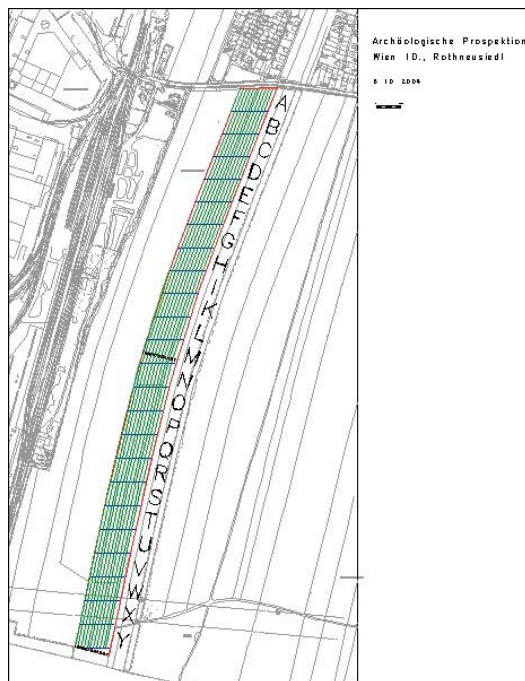 Archäologische Prospektion
Wien 10., Rothneusiedl
A
B
C
D
E
F
G
H
I
K
L
M
N
O
P
Q
R
S
T
U
V
W
X
Y